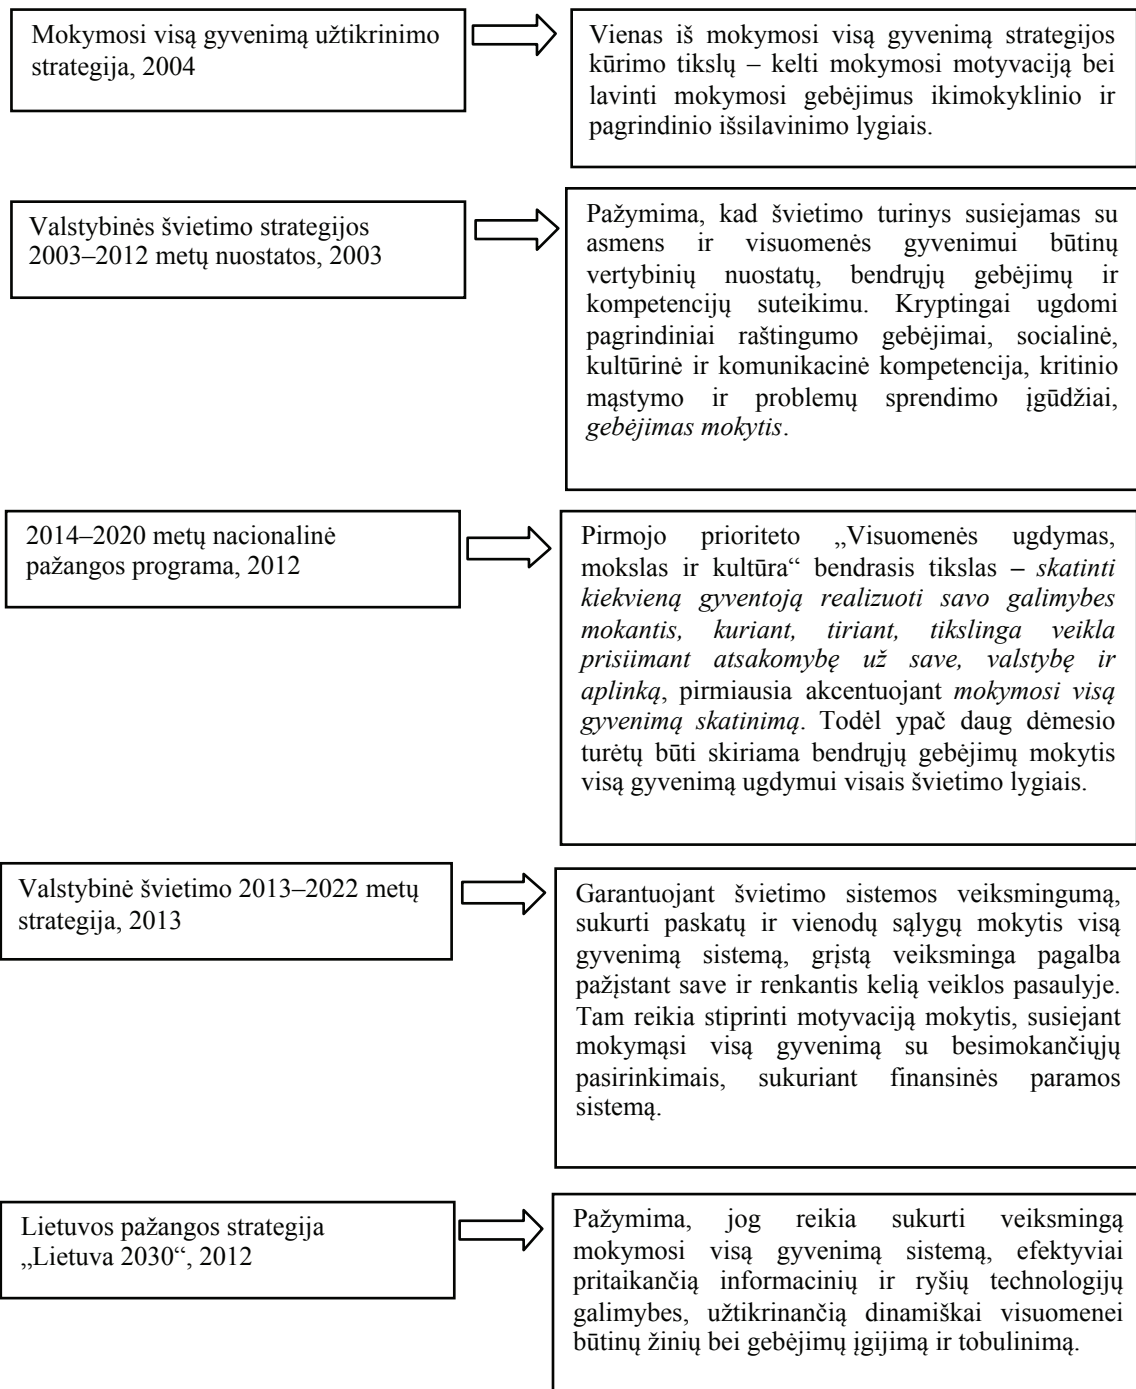 Mokymosi visą gyvenimą užtikrinimo
strategija, 2004
Vienas iš mokymosi visą gyvenimą strategijos
kūrimo tikslų – kelti mokymosi motyvaciją bei
lavinti mokymosi gebėjimus ikimokyklinio ir
pagrindinio išsilavinimo lygiais.
Valstybinės švietimo strategijos
2003–2012 metų nuostatos, 2003
Pažymima, kad švietimo turinys susiejamas su
asmens ir visuomenės gyvenimui būtinų
vertybinių nuostatų, bendrųjų gebėjimų ir
kompetencijų suteikimu. Kryptingai ugdomi
pagrindiniai raštingumo gebėjimai, socialinė,
kultūrinė ir komunikacinė kompetencija, kritinio
mąstymo ir problemų sprendimo įgūdžiai,
gebėjimas mokytis.
2014–2020 metų nacionalinė
pažangos programa, 2012
Pirmojo prioriteto „Visuomenės ugdymas,
mokslas ir kultūra“ bendrasis tikslas – skatinti
kiekvieną gyventoją realizuoti savo galimybes
mokantis, kuriant, tiriant, tikslinga veikla
prisiimant atsakomybę už save, valstybę ir
aplinką, pirmiausia akcentuojant mokymosi visą
gyvenimą skatinimą. Todėl ypač daug dėmesio
turėtų būti skiriama bendrųjų gebėjimų mokytis
visą gyvenimą ugdymui visais švietimo lygiais.
Valstybinė švietimo 2013–2022 metų
strategija, 2013
Garantuojant švietimo sistemos veiksmingumą,
sukurti paskatų ir vienodų sąlygų mokytis visą
gyvenimą sistemą, grįstą veiksminga pagalba
pažįstant save ir renkantis kelią veiklos pasaulyje.
Tam reikia stiprinti motyvaciją mokytis, susiejant
mokymąsi visą gyvenimą su besimokančiųjų
pasirinkimais, sukuriant finansinės paramos
sistemą.
Lietuvos pažangos strategija
„Lietuva 2030“, 2012
Pažymima, jog reikia sukurti veiksmingą
mokymosi visą gyvenimą sistemą, efektyviai
pritaikančią informacinių ir ryšių technologijų
galimybes, užtikrinančią dinamiškai visuomenei
būtinų žinių bei gebėjimų įgijimą ir tobulinimą.